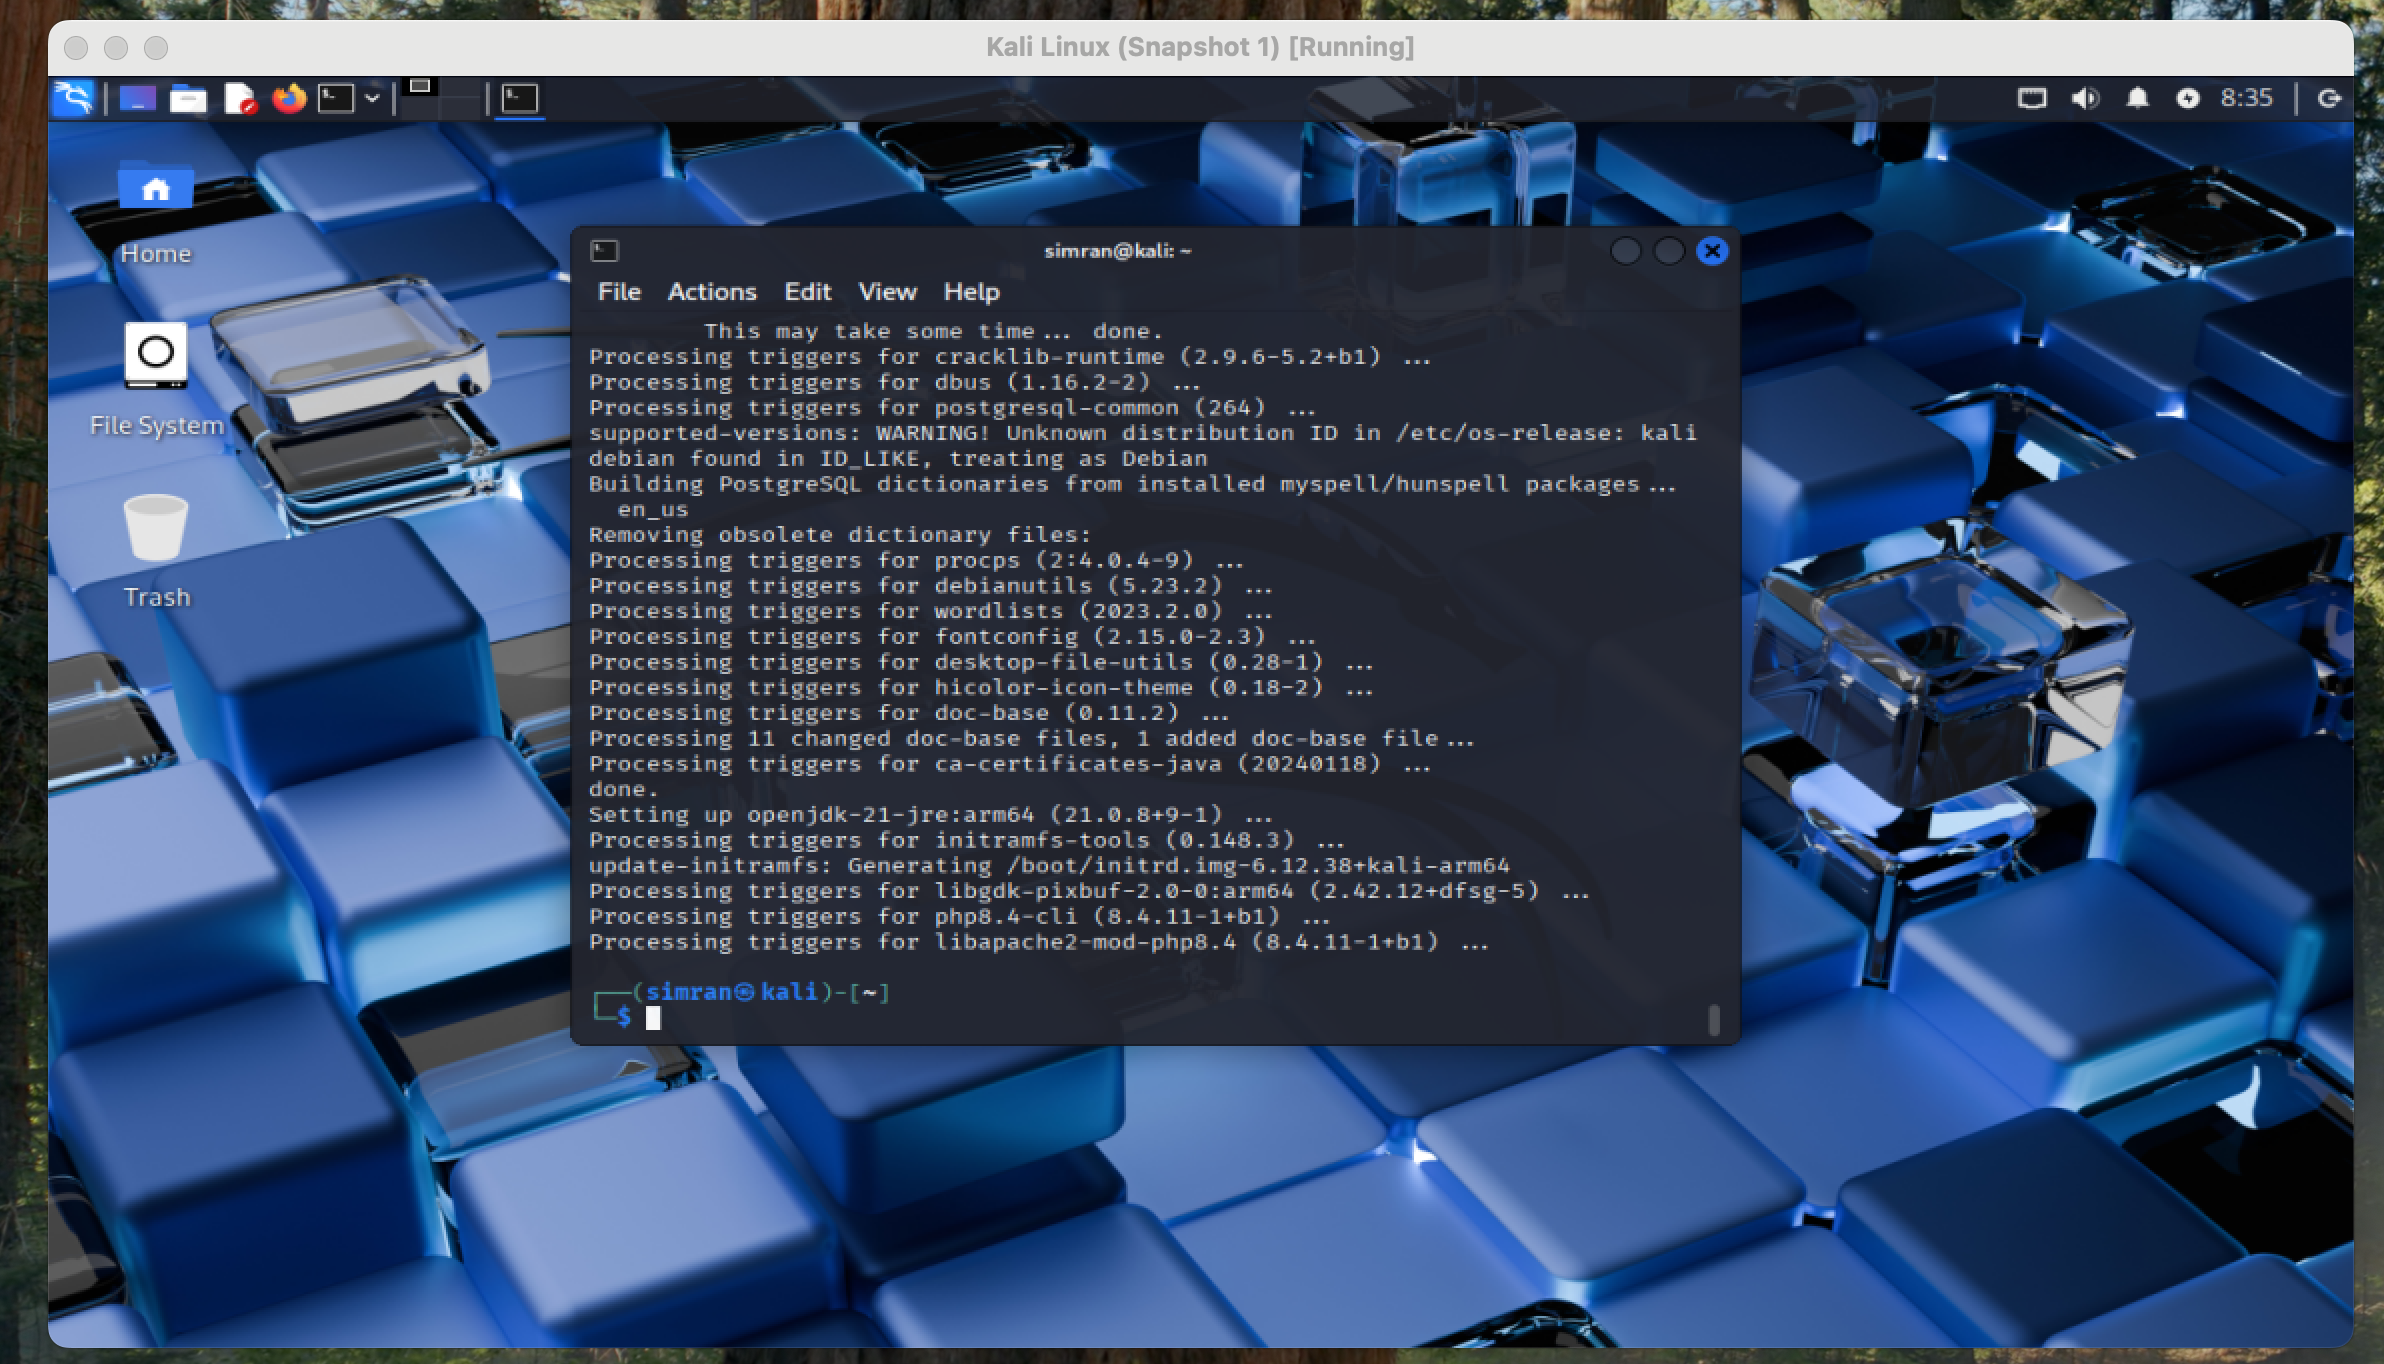 Kali Linux (Snapshot 1) [Running]
8:35
Home
File System
Trash
simran@kali: ~
File Actions Edit View Help
This may take some time... done.
Processing triggers for cracklib-runtime (2.9.6-5.2+b1) ...
Processing triggers for dbus (1.16.2-2) ...
Processing triggers for postgresql-common (264) ...
supported-versions: WARNING! Unknown distribution ID in /etc/os-release: kali
debian found in ID_LIKE, treating as Debian
Building PostgreSQL dictionaries from installed myspell/hunspell packages...
en_us
Removing obsolete dictionary files:
Processing triggers for procps (2:4.0.4-9) ...
Processing triggers for debianutils (5.23.2) ...
Processing triggers for wordlists (2023.2.0) ...
Processing triggers for fontconfig (2.15.0-2.3) ...
Processing triggers for desktop-file-utils (0.28-1) ...
Processing triggers for hicolor-icon-theme (0.18-2) ...
Processing triggers for doc-base (0.11.2) ...
Processing 11 changed doc-base files, 1 added doc-base file...
Processing triggers for ca-certificates-java (20240118) ...
done.
Setting up openjdk-21-jre:arm64 (21.0.8+9-1) ...
Processing triggers for initramfs-tools (0.148.3) ...
update-initramfs: Generating /boot/initrd.img-6.12.38+kali-arm64
Processing triggers for libgdk-pixbuf-2.0-0:arm64 (2.42.12+dfsg-5) ...
Processing triggers for php8.4-cli (8.4.11-1+b1) ...
Processing triggers for libapache2-mod-php8.4 (8.4.11-1+b1) ...
┌──(simran㉿kali)-[~]
└─$